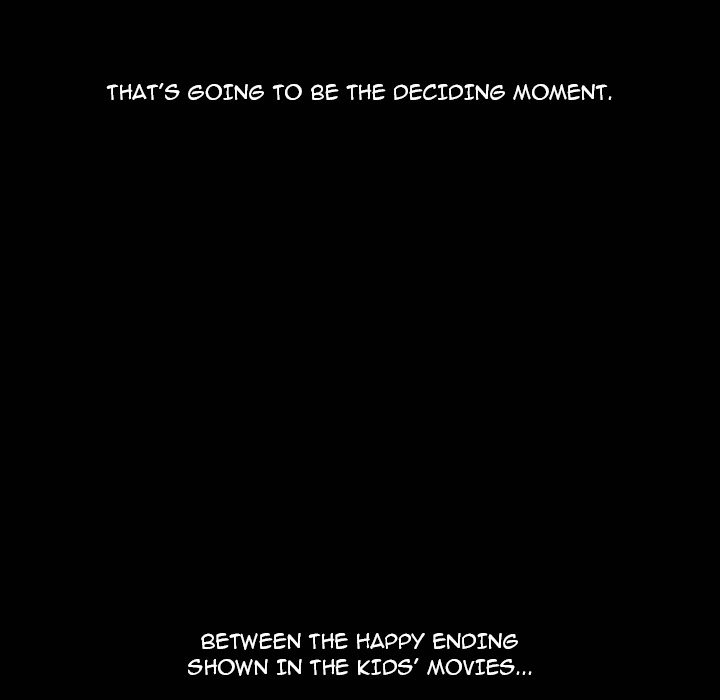 THAT'S GOING TO BE THE DECIDING MOMENT.
BETWEEN THE HAPPY ENDING
SHOWN IN THE KIDS' MOVIES...